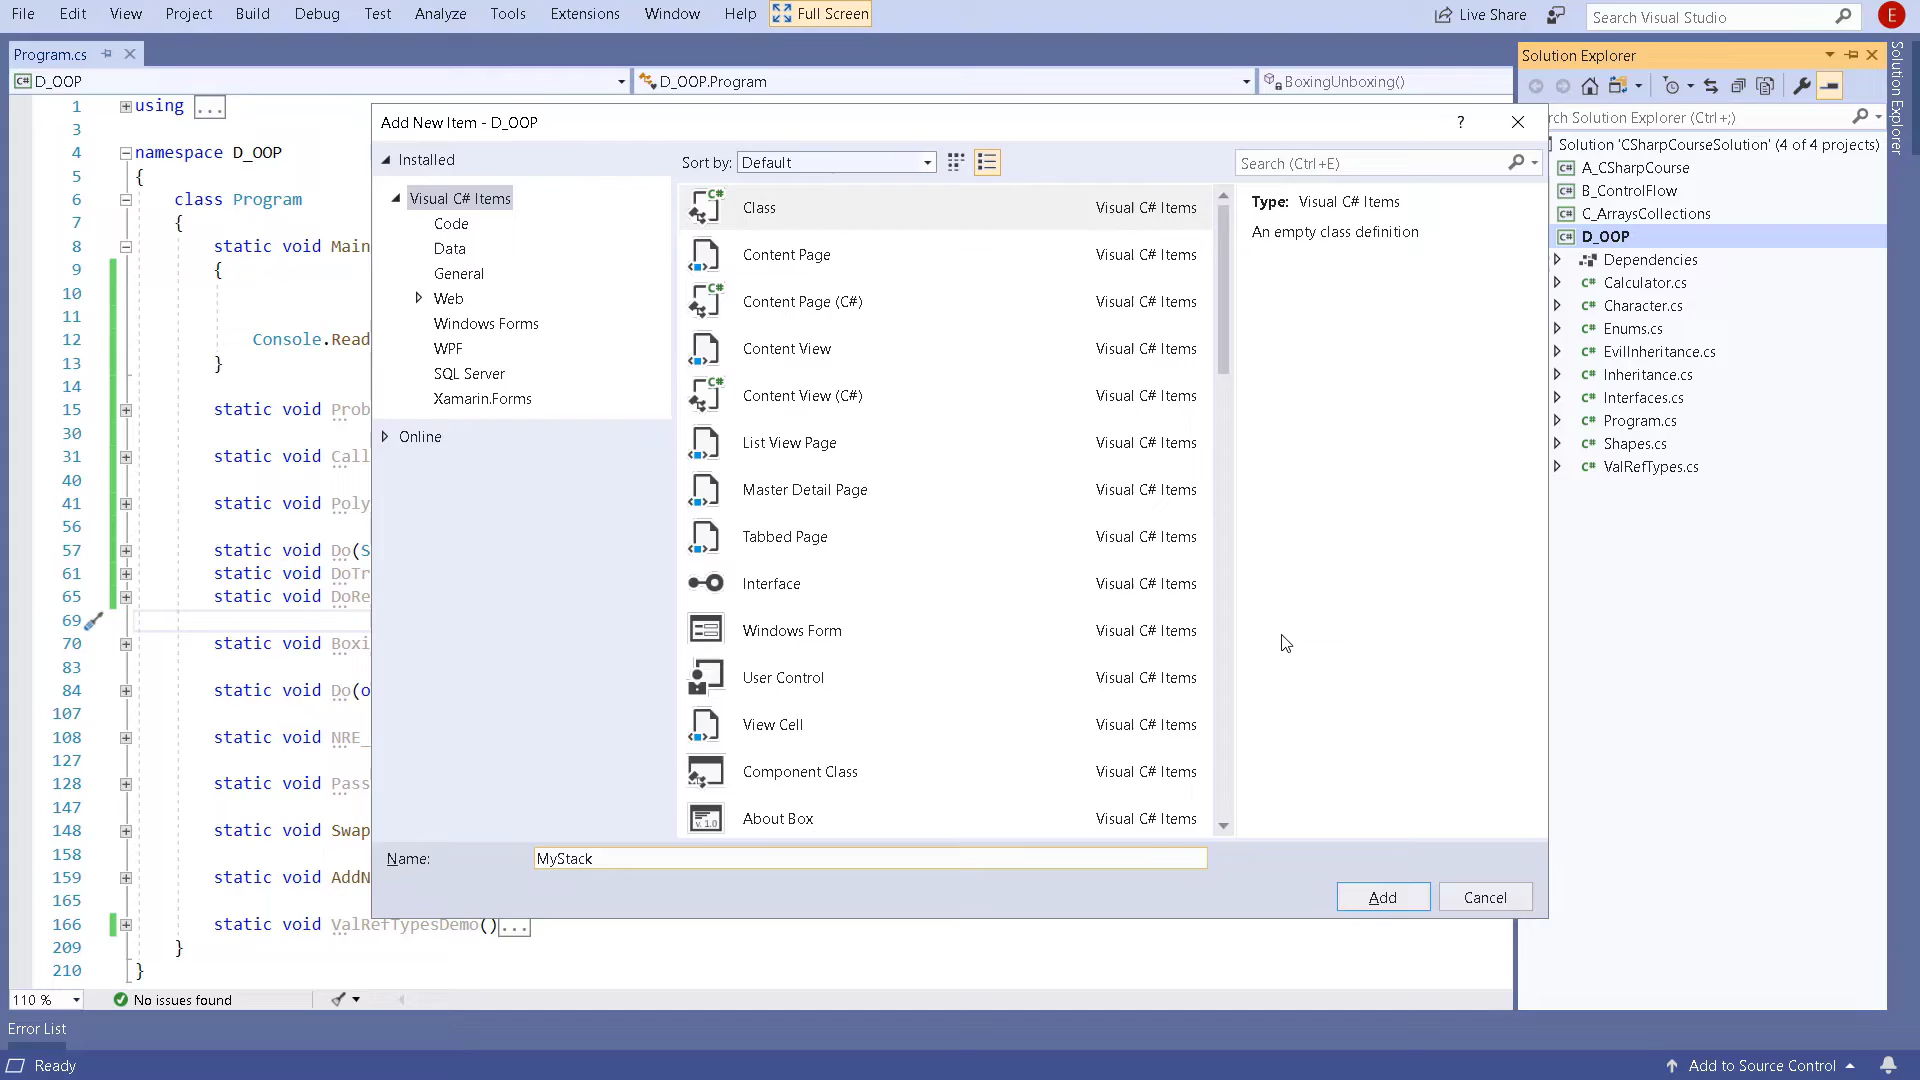 File Edit View Project Build Debug Test Analyze Tools Extensions Window Help Full Screen Live Share Search Visual Studio E
Program.cs
D_OOP D_OOP.Program BoxingUnboxing()
1 using ...
3
4 namespace D_OOP
5 {
6 class Program
7 {
8 static void Main
9 {
10
11
12 Console.Read
13 }
14
15 static void Prob
30
31 static void Call
40
41 static void Poly
56
57 static void Do(S
61 static void DoTr
65 static void DoRe
69
70 static void Boxi
83
84 static void Do(o
107
108 static void NRE_
127
128 static void Pass
147
148 static void Swap
158
159 static void AddN
165
166 static void ValRefTypesDemo()...
209 }
210 }
110 % No issues found
Error List
Ready Add to Source Control
Add New Item - D_OOP ?
Installed
Sort by: Default
Search (Ctrl+E)
Visual C# Items
Code
Data
General
Web
Windows Forms
WPF
SQL Server
Xamarin.Forms
Online
Class Visual C# Items
Content Page Visual C# Items
Content Page (C#) Visual C# Items
Content View Visual C# Items
Content View (C#) Visual C# Items
List View Page Visual C# Items
Master Detail Page Visual C# Items
Tabbed Page Visual C# Items
Interface Visual C# Items
Windows Form Visual C# Items
User Control Visual C# Items
View Cell Visual C# Items
Component Class Visual C# Items
About Box Visual C# Items
Type: Visual C# Items
An empty class definition
Name: MyStack
Add Cancel
Solution Explorer
rch Solution Explorer (Ctrl+;)
Solution 'CSharpCourseSolution' (4 of 4 projects)
A_CSharpCourse
B_ControlFlow
C_ArraysCollections
D_OOP
Dependencies
Calculator.cs
Character.cs
Enums.cs
EvilInheritance.cs
Inheritance.cs
Interfaces.cs
Program.cs
Shapes.cs
ValRefTypes.cs
Solution Explorer